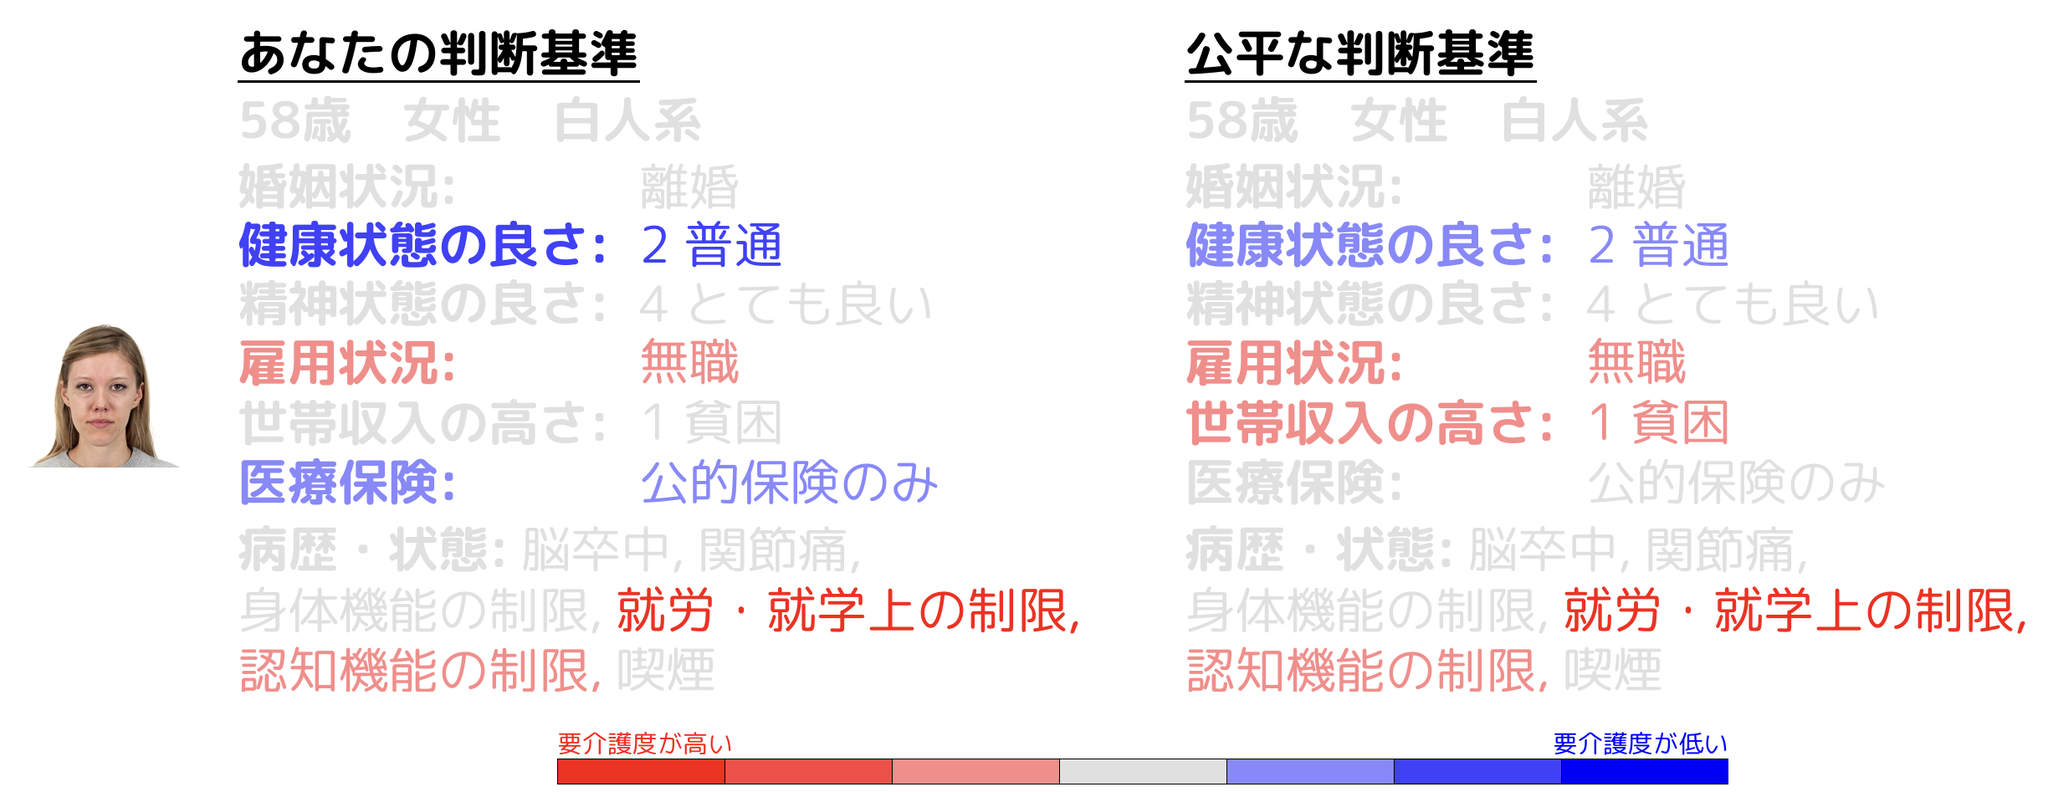 あなたの判断基準
58歳 女性 白人系
婚姻状況: 離婚
健康状態の良さ: 2 普通
精神状態の良さ: 4 とても良い
雇用状況: 無職
世帯収入の高さ: 1 貧困
医療保険: 公的保険のみ
病歴・状態: 脳卒中, 関節痛,
身体機能の制限, 就労・就学上の制限,
認知機能の制限, 喫煙
公平な判断基準
58歳 女性 白人系
婚姻状況: 離婚
健康状態の良さ: 2 普通
精神状態の良さ: 4 とても良い
雇用状況: 無職
世帯収入の高さ: 1 貧困
医療保険: 公的保険のみ
病歴・状態: 脳卒中, 関節痛,
身体機能の制限, 就労・就学上の制限,
認知機能の制限, 喫煙
要介護度が高い
要介護度が低い